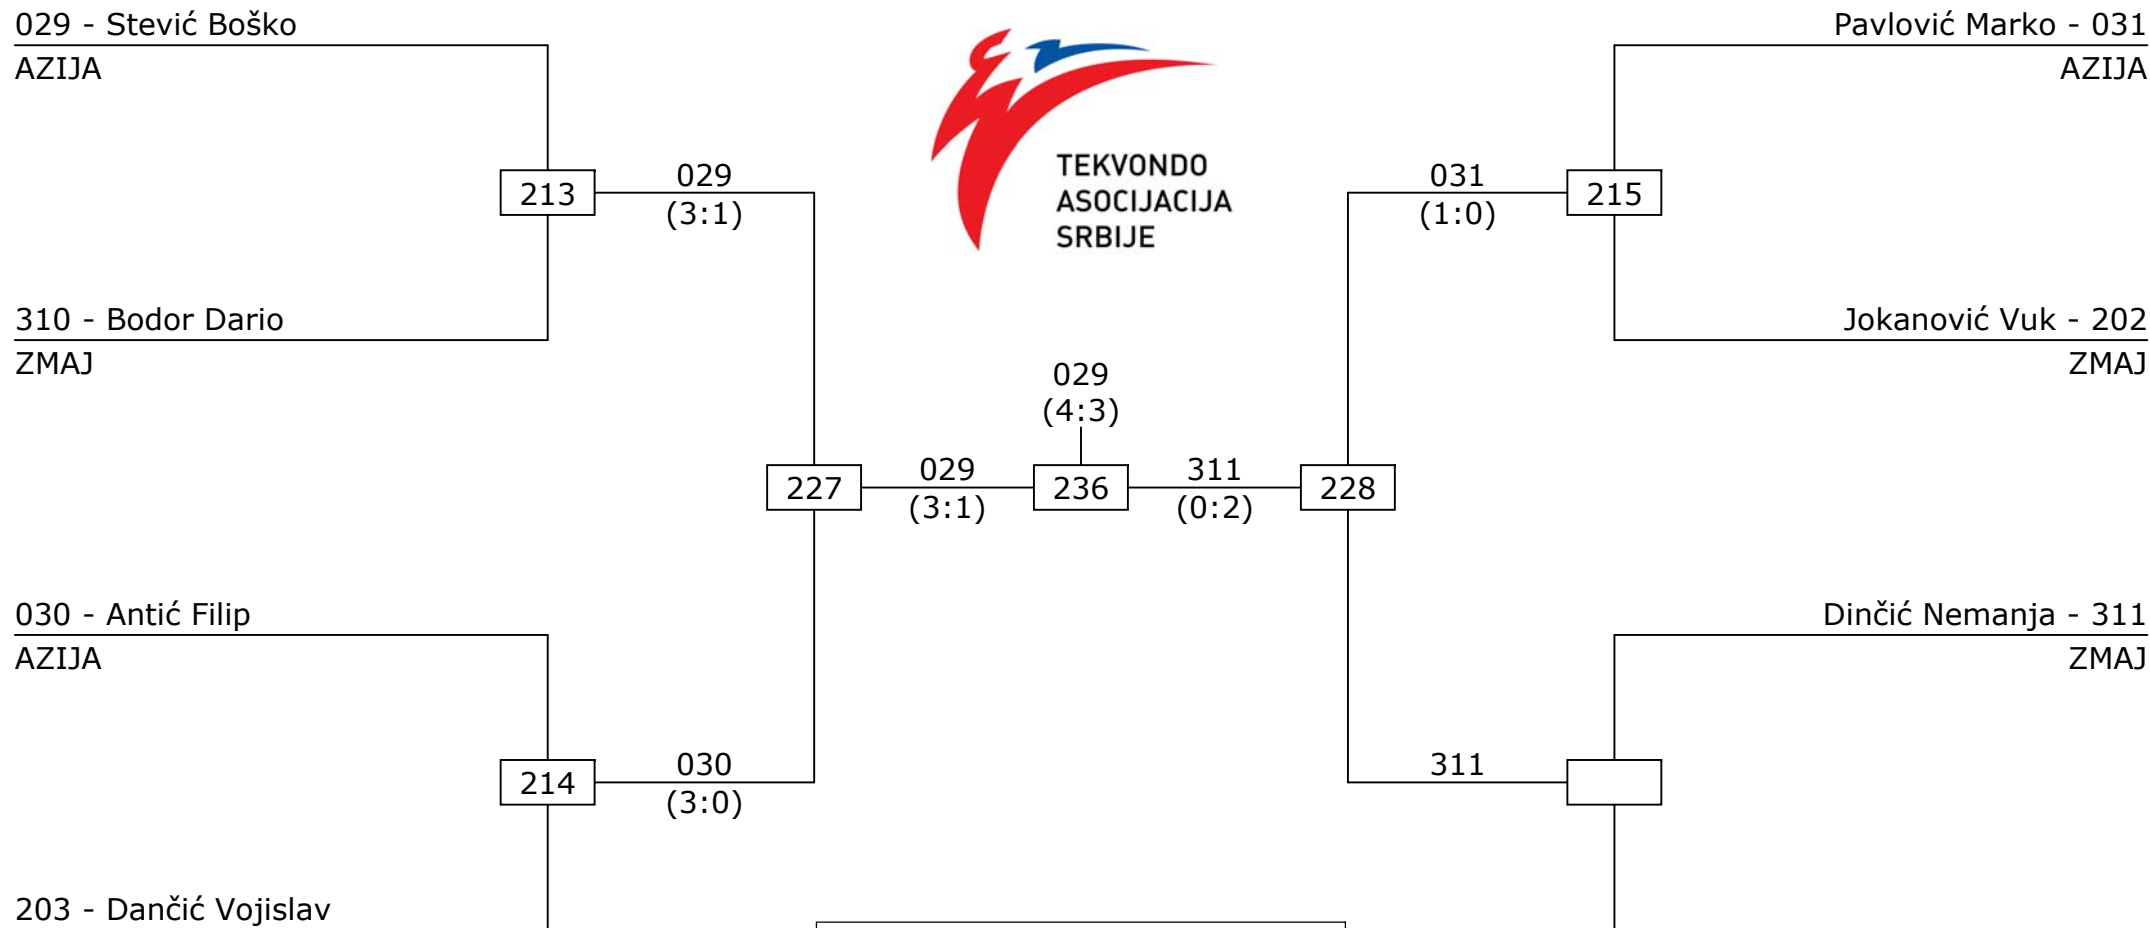 029 - Stević Boško
AZIJA
Pavlović Marko - 031
AZIJA
TEKVONDO
ASOCIJACIJA
SRBIJE
213
029
(3:1)
031
(1:0)
215
310 - Bodor Dario
ZMAJ
Jokanović Vuk - 202
ZMAJ
029
(4:3)
227
029
(3:1)
236
311
(0:2)
228
030 - Antić Filip
AZIJA
Dinčić Nemanja - 311
ZMAJ
214
030
(3:0)
311
203 - Dančić Vojislav